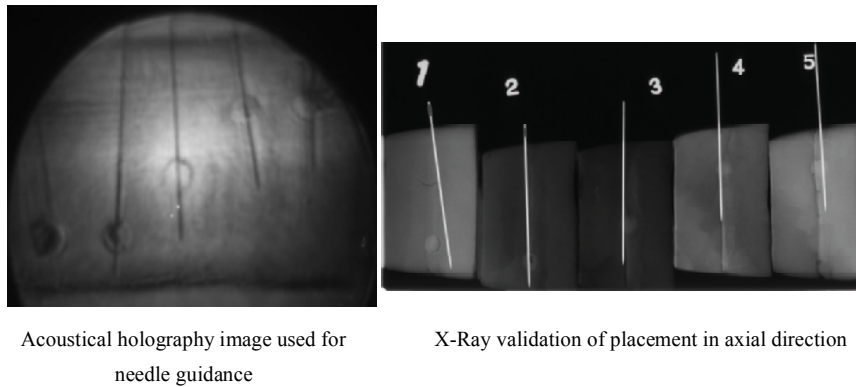 1
2
3
4
5
Acoustical holography image used for
needle guidance
X-Ray validation of placement in axial direction